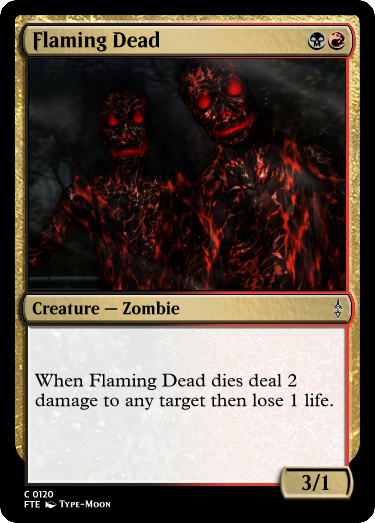 Flaming Dead
Creature — Zombie
When Flaming Dead dies deal 2
damage to any target then lose 1 life.
3/1
C 0120
FTE Type-Moon